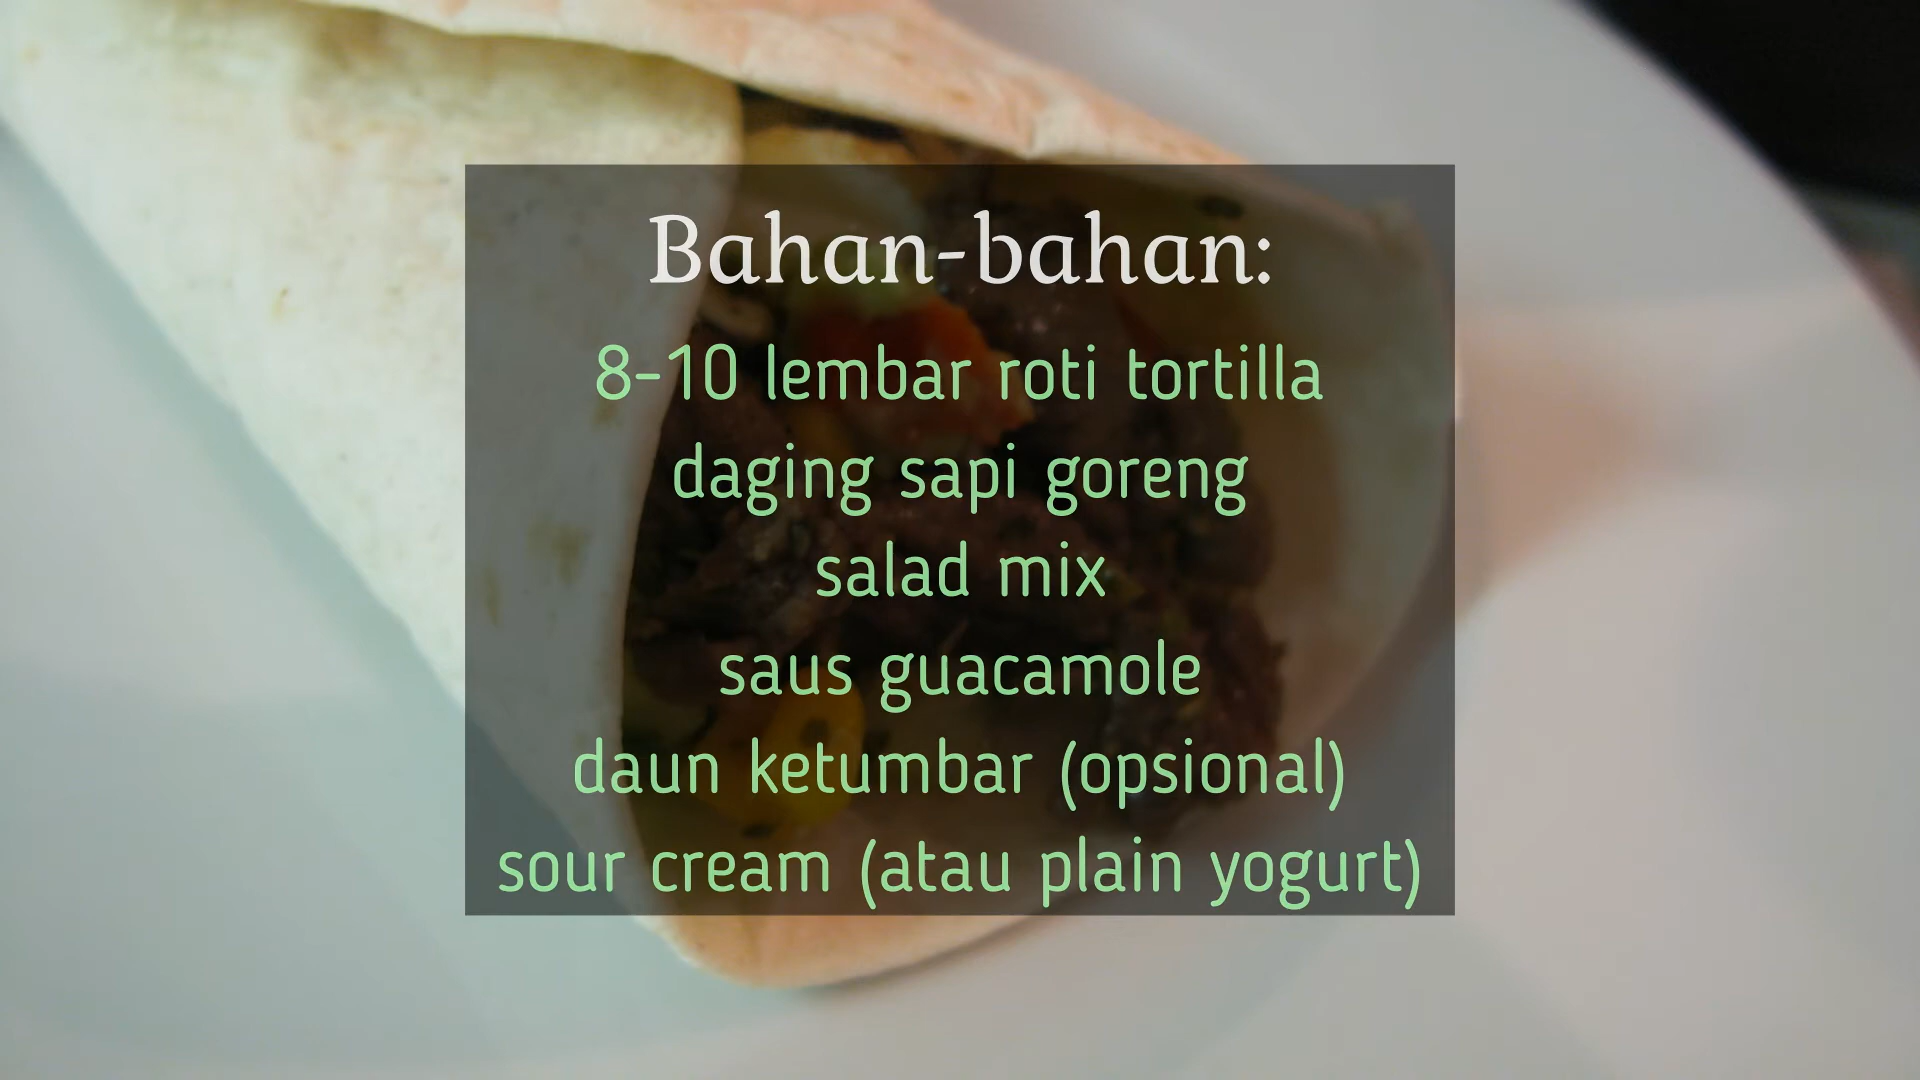 Bahan-bahan:
8-10 lembar roti tortilla
daging sapi goreng
salad mix
saus guacamole
daun ketumbar (opsional)
sour cream (atau plain yogurt)